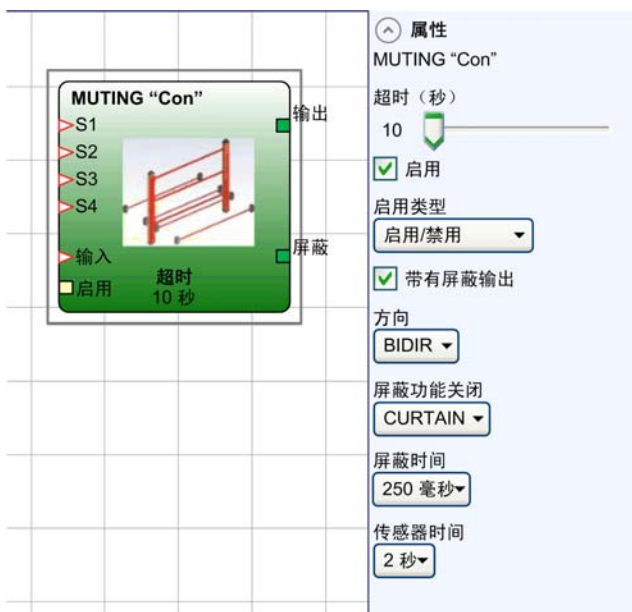 MUTING “Con”
S1
S2
S3
S4
输入
启用
输出
屏蔽
超时
10 秒
属性
MUTING “Con”
超时（秒）
10
启用
启用类型
启用/禁用
带有屏蔽输出
方向
BIDIR
屏蔽功能关闭
CURTAIN
屏蔽时间
250 毫秒
传感器时间
2 秒